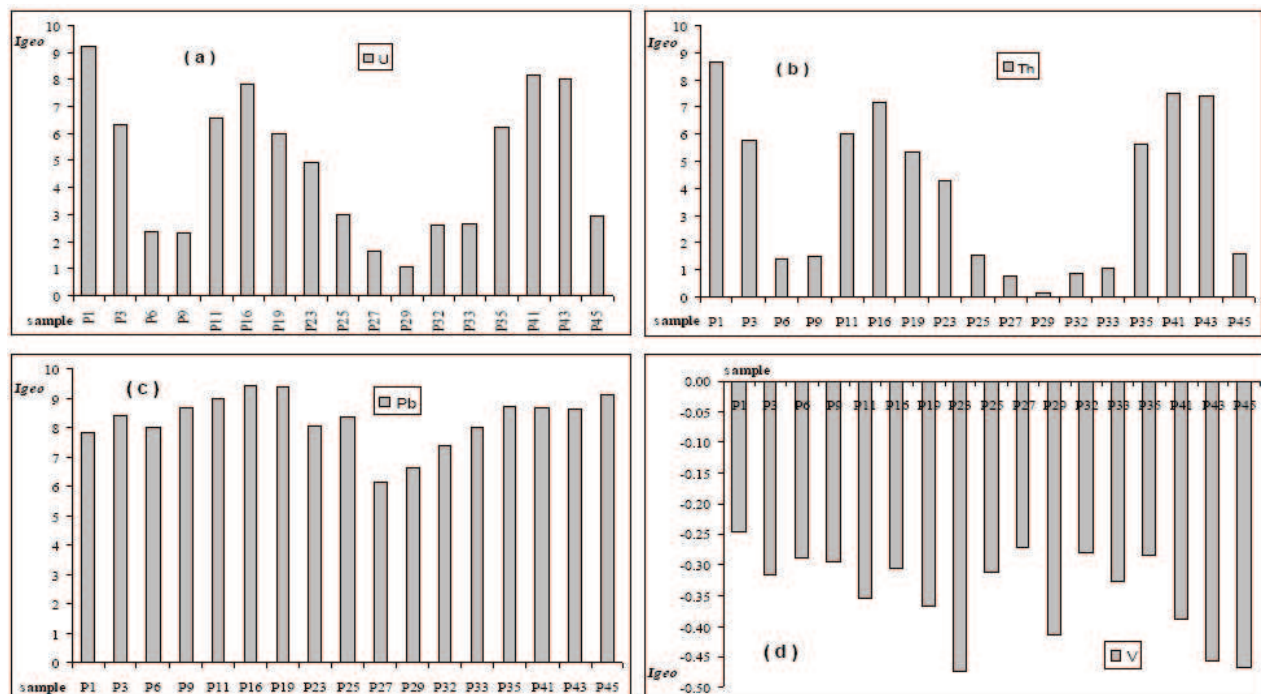 10
Igeo
9
8
7
6
5
4
3
2
1
0
( a )
U
sample P1 P3 P6 P9 P11 P16 P19 P23 P25 P27 P29 P32 P33 P35 P41 P43 P45
10
Igeo
9
8
7
6
5
4
3
2
1
0
( b )
Th
sample P1 P3 P6 P9 P11 P16 P19 P23 P25 P27 P29 P32 P33 P35 P41 P43 P45
10
Igeo
9
8
7
6
5
4
3
2
1
0
( c )
Pb
sample P1 P3 P6 P9 P11 P16 P19 P23 P25 P27 P29 P32 P33 P35 P41 P43 P45
sample
0.00
P1 P3 P6 P9 P11 P16 P19 P23 P25 P27 P29 P32 P33 P35 P41 P43 P45
-0.05
-0.10
-0.15
-0.20
-0.25
-0.30
-0.35
-0.40
-0.45
Igeo
-0.50
( d )
V